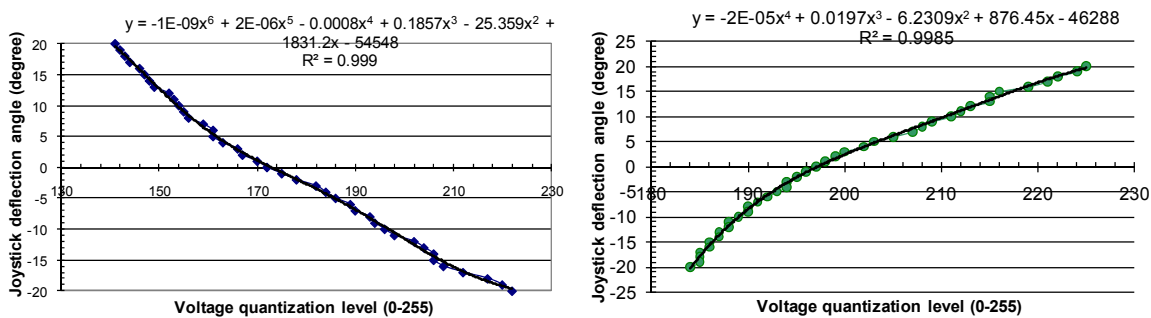 y = -1E-09x⁶ + 2E-06x⁵ - 0.0008x⁴ + 0.1857x³ - 25.359x² +
1831.2x - 54548
R² = 0.999
Joystick deflection angle (degree)
20
15
10
5
0
-5
-10
-15
-20
130 150 170 190 210 230
Voltage quantization level (0-255)
y = -2E-05x⁴ + 0.0197x³ - 6.2309x² + 876.45x - 46288
R² = 0.9985
Joystick deflection angle (degree)
25
20
15
10
5
0
-5
-10
-15
-20
-25
180 190 200 210 220 230
Voltage quantization level (0-255)